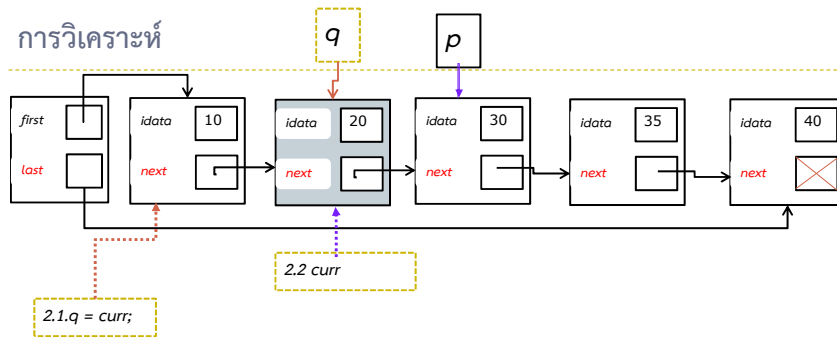 การวิเคราะห์
q
p
first
last
idata
10
next
idata
20
next
idata
30
next
idata
35
next
idata
40
next
2.1.q = curr;
2.2 curr